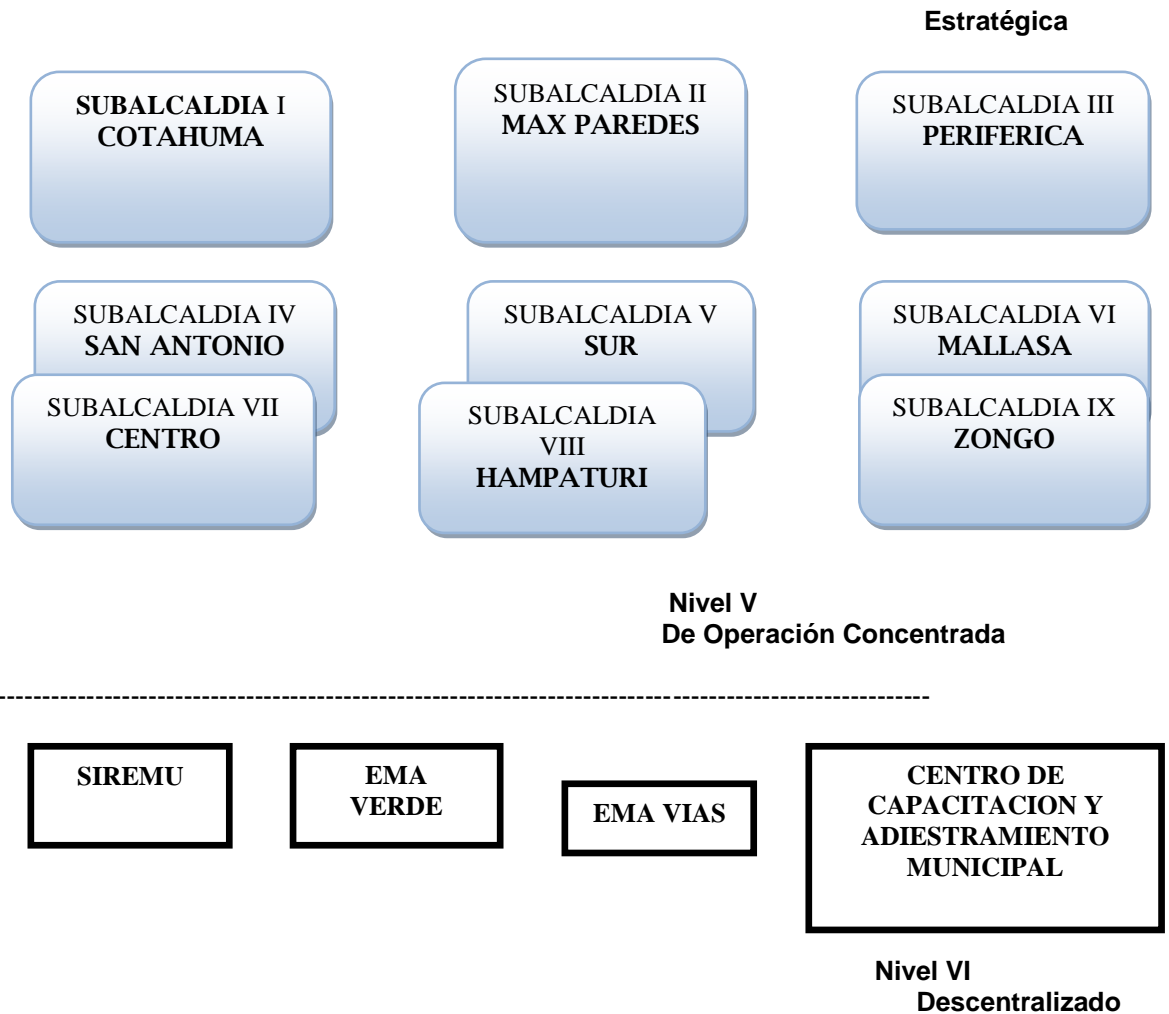 Estratégica
SUBALCALDIA I
COTAHUMA
SUBALCALDIA II
MAX PAREDES
SUBALCALDIA III
PERIFERICA
SUBALCALDIA IV
SAN ANTONIO
SUBALCALDIA V
SUR
SUBALCALDIA VI
MALLASA
SUBALCALDIA VII
CENTRO
SUBALCALDIA
VIII
HAMPATURI
SUBALCALDIA IX
ZONGO
Nivel V
De Operación Concentrada
SIREMU
EMA
VERDE
EMA VIAS
CENTRO DE
CAPACITACION Y
ADIESTRAMIENTO
MUNICIPAL
Nivel VI
Descentralizado